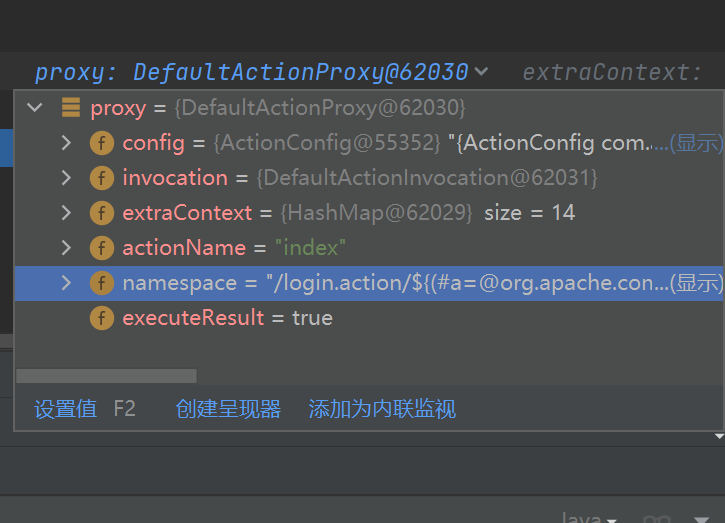 proxy: DefaultActionProxy@62030 extraContext:
proxy = {DefaultActionProxy@62030}
f config = {ActionConfig@55352} "{ActionConfig com....(显示)
f invocation = {DefaultActionInvocation@62031}
f extraContext = {HashMap@62029} size = 14
f actionName = "index"
f namespace = "/login.action/${(#a=@org.apache.con...(显示)
f executeResult = true
设置值 F2 创建呈现器 添加为内联监视
Java